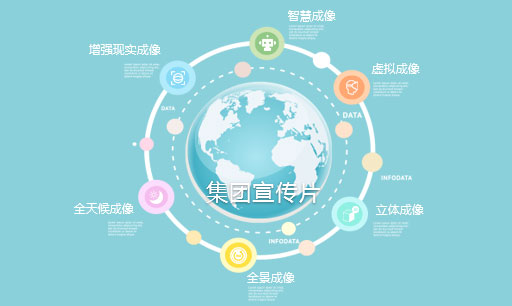 智慧成像
增强现实成像
虚拟成像
DATA
DATA
INFODATA
集团宣传片
全天候成像
立体成像
INFODATA
全景成像